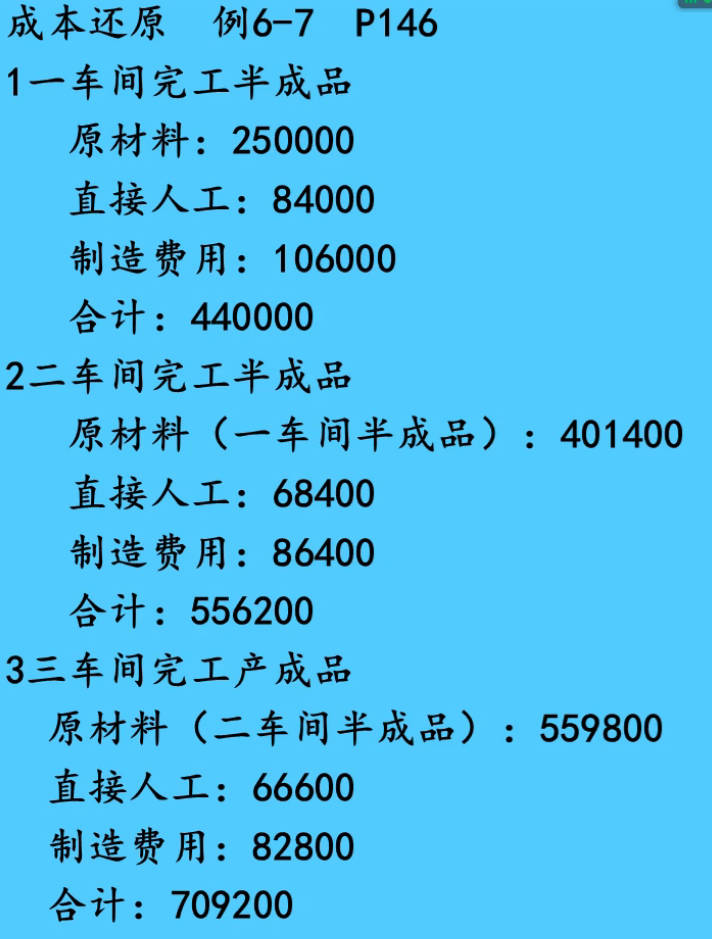 成本还原 例6-7 P146
1一车间完工半成品
原材料：250000
直接人工：84000
制造费用：106000
合计：440000
2二车间完工半成品
原材料（一车间半成品）：401400
直接人工：68400
制造费用：86400
合计：556200
3三车间完工产成品
原材料（二车间半成品）：559800
直接人工：66600
制造费用：82800
合计：709200